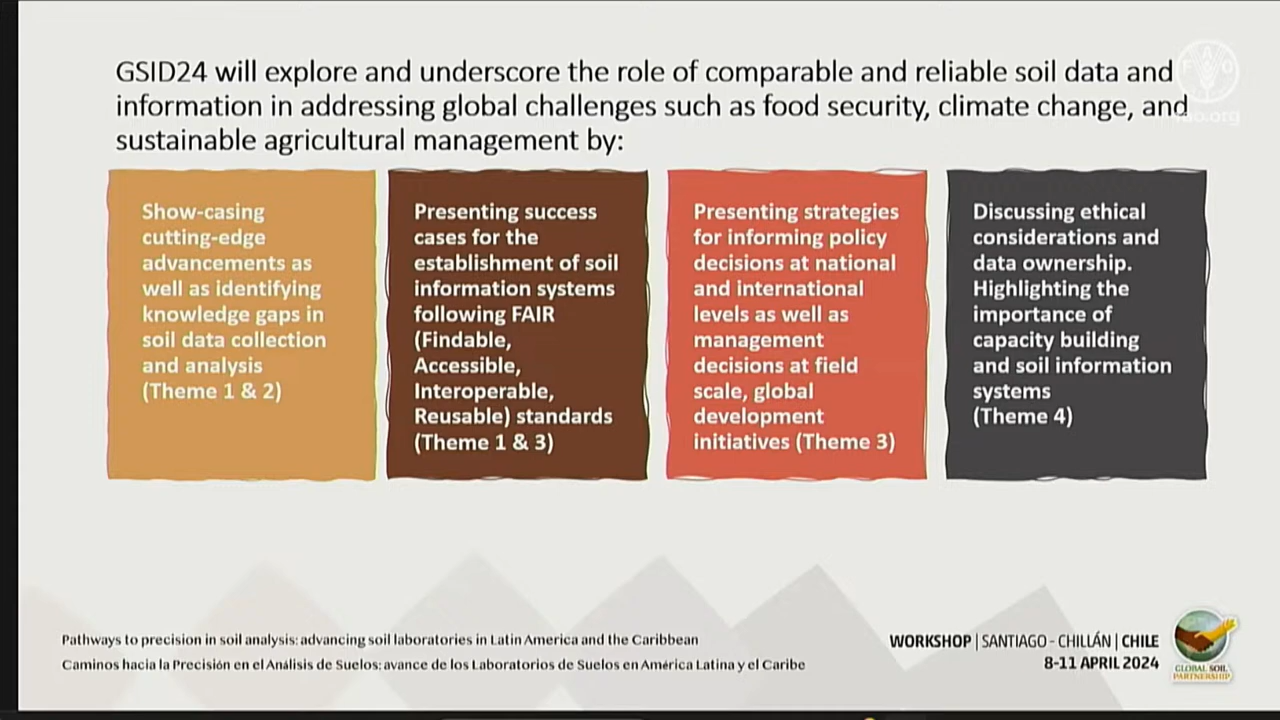 GSID24 will explore and underscore the role of comparable and reliable soil data and
information in addressing global challenges such as food security, climate change, and
sustainable agricultural management by:
Show-casing
cutting-edge
advancements as
well as identifying
knowledge gaps in
soil data collection
and analysis
(Theme 1 & 2)
Presenting success
cases for the
establishment of soil
information systems
following FAIR
(Findable,
Accessible,
Interoperable,
Reusable) standards
(Theme 1 & 3)
Presenting strategies
for informing policy
decisions at national
and international
levels as well as
management
decisions at field
scale, global
development
initiatives (Theme 3)
Discussing ethical
considerations and
data ownership.
Highlighting the
importance of
capacity building
and soil information
systems
(Theme 4)
FAO
fao.org
Pathways to precision in soil analysis: advancing soil laboratories in Latin America and the Caribbean
Caminos hacia la Precisión en el Análisis de Suelos: avance de los Laboratorios de Suelos en América Latina y el Caribe
WORKSHOP | SANTIAGO - CHILLÁN | CHILE
8-11 APRIL 2024
GLOBAL SOIL
PARTNERSHIP